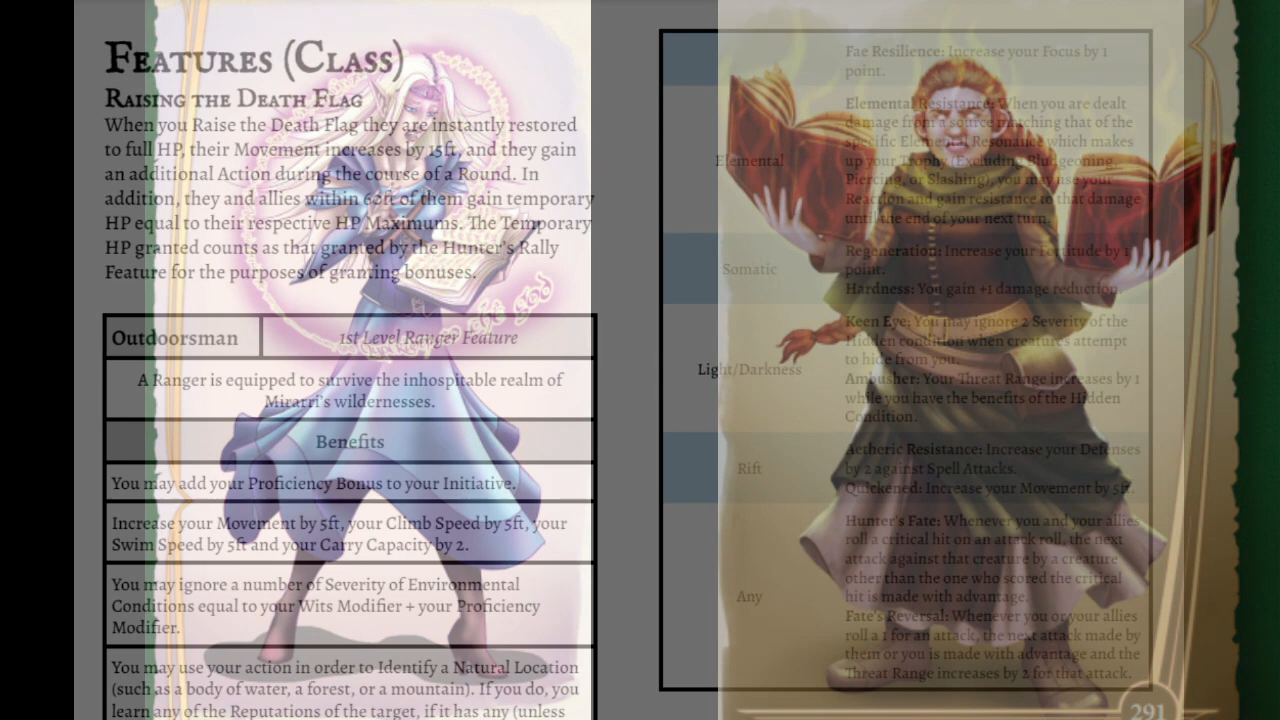 FEATURES (CLASS)
RAISING THE DEATH FLAG
When you Raise the Death Flag they are instantly restored
to full HP, their Movement increases by 15ft, and they gain
an additional Action during the course of a Round. In
addition, they and allies within 60ft of them gain temporary
HP equal to their respective HP Maximums. The Temporary
HP granted counts as that granted by the Hunter's Rally
Feature for the purposes of granting bonuses.
Outdoorsman
1st Level Ranger Feature
A Ranger is equipped to survive the inhospitable realm of
Mirarri's wildernesses.
Benefits
You may add your Proficiency Bonus to your Initiative.
Increase your Movement by 5ft, your Climb Speed by 5ft, your
Swim Speed by 5ft and your Carry Capacity by 2.
You may ignore a number of Severity of Environmental
Conditions equal to your Wits Modifier + your Proficiency
Modifier.
You may use your action in order to Identify a Natural Location
(such as a body of water, a forest, or a mountain). If you do, you
learn any of the Reputations of the target, if it has any (unless
Fae Resilience: Increase your Focus by 1
point.
Elemental
Elemental Resistance: When you are dealt
damage from a source matching that of the
specific Elemental Resonance which makes
up your Trophy (Excluding Bludgeoning,
Piercing, or Slashing), you may use your
Reaction and gain resistance to that damage
until the end of your next turn.
Somatic
Regeneration: Increase your Fortitude by 1
point.
Hardness: You gain +1 damage reduction
Light/Darkness
Keen Eye: You may ignore 2 Severity of the
Hidden condition when creature's attempt
to hide from you.
Ambusher: Your Threat Range increases by 1
while you have the benefits of the Hidden
Condition.
Rift
Aetheric Resistance: Increase your Defenses
by 2 against Spell Attacks.
Quickened: Increase your Movement by 5ft.
Any
Hunter's Fate: Whenever you and your allies
roll a critical hit on an attack roll, the next
attack against that creature by a creature
other than the one who scored the critical
hit is made with advantage.
Fate's Reversal: Whenever you or your allies
roll a 1 for an attack, the next attack made by
them or you is made with advantage and the
Threat Range increases by 2 for that attack.
291